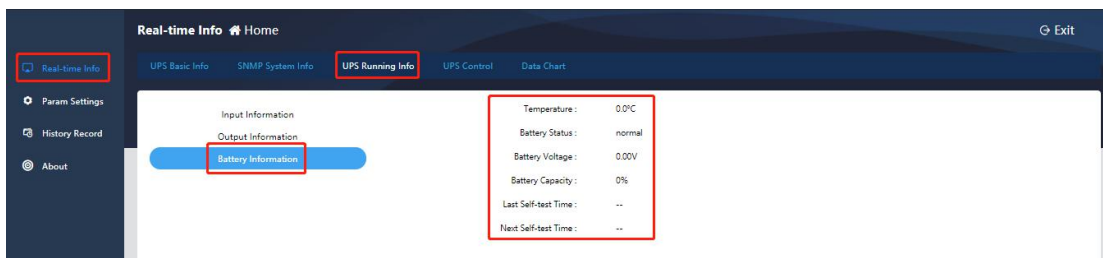 Real-time Info Home
Exit
Real-time Info
Param Settings
History Record
About
UPS Basic Info SNMP System Info UPS Running Info UPS Control Data Chart
Input Information
Output Information
Battery Information
Temperature : 0.0°C
Battery Status : normal
Battery Voltage : 0.00V
Battery Capacity : 0%
Last Self-test Time : --
Next Self-test Time : --